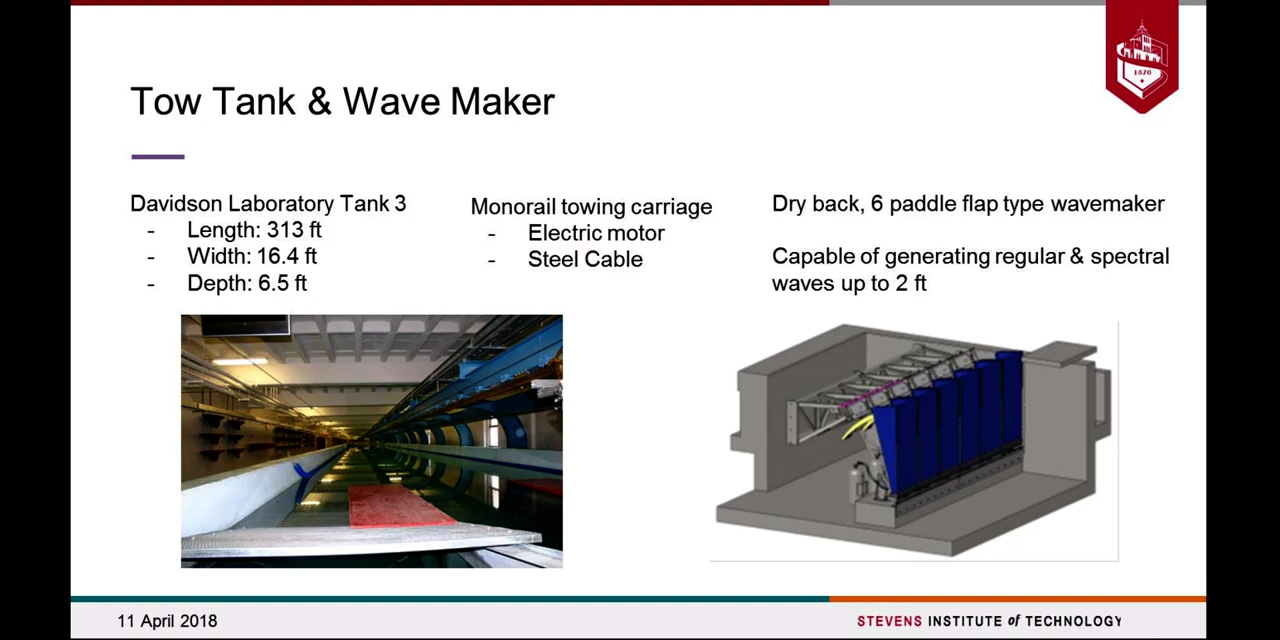 1870
Tow Tank & Wave Maker
Davidson Laboratory Tank 3
- Length: 313 ft
- Width: 16.4 ft
- Depth: 6.5 ft
Monorail towing carriage
- Electric motor
- Steel Cable
Dry back, 6 paddle flap type wavemaker
Capable of generating regular & spectral
waves up to 2 ft
11 April 2018
STEVENS INSTITUTE of TECHNOLOGY